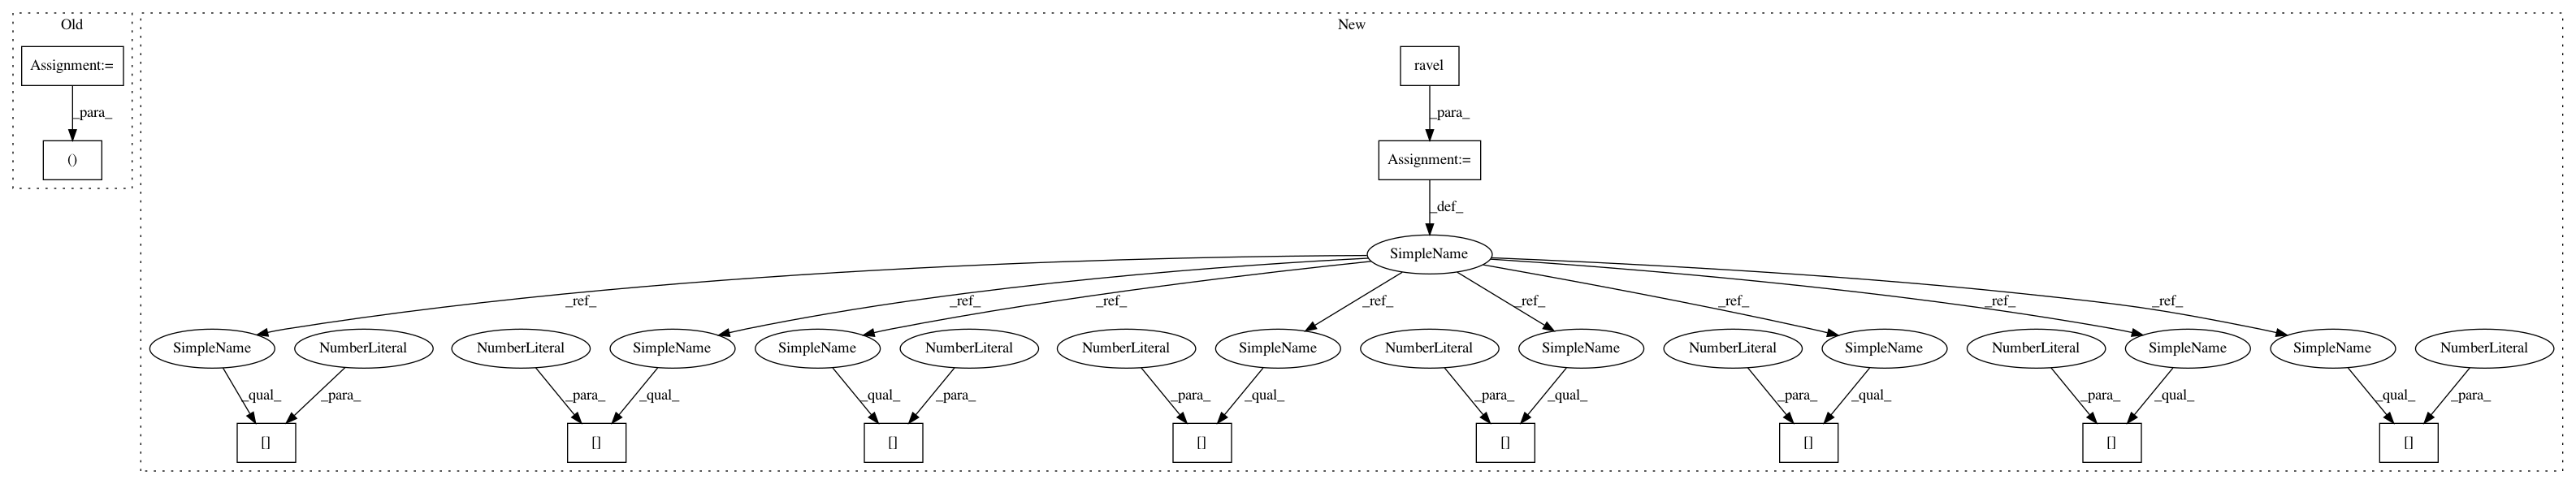 Old
New
Assignment:=
ravel
_para_
_para_
()
Assignment:=
_def_
SimpleName
_ref_
_ref_
_ref_
_ref_
_ref_
_ref_
_ref_
_ref_
SimpleName
NumberLiteral
NumberLiteral
SimpleName
SimpleName
NumberLiteral
NumberLiteral
SimpleName
NumberLiteral
SimpleName
NumberLiteral
SimpleName
NumberLiteral
SimpleName
SimpleName
NumberLiteral
_qual_
_para_
_para_
_qual_
_qual_
_para_
_para_
_qual_
_para_
_qual_
_para_
_qual_
_para_
_qual_
_qual_
_para_
[]
[]
[]
[]
[]
[]
[]
[]